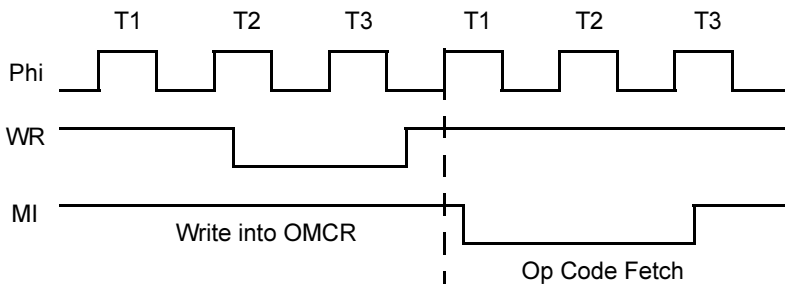 T1 T2 T3 T1 T2 T3
Phi
WR
MI
Write into OMCR
Op Code Fetch